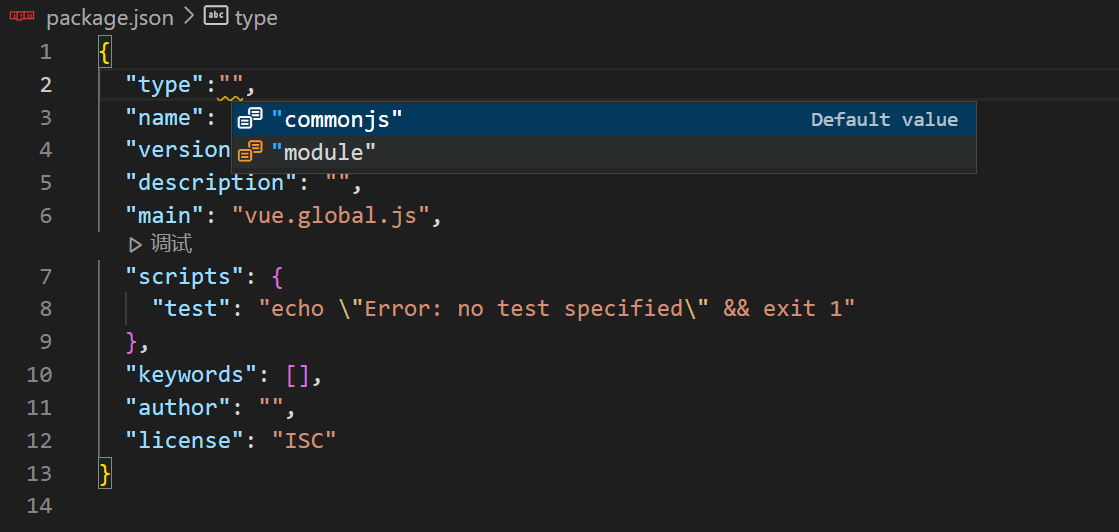 npm package.json > abc type
1 {
2 "type":"",
"commonjs" Default value
"module"
3 "name":
4 "version
5 "description": "",
6 "main": "vue.global.js",
调试
7 "scripts": {
8 "test": "echo \"Error: no test specified\" && exit 1"
9 },
10 "keywords": [],
11 "author": "",
12 "license": "ISC"
13 }
14